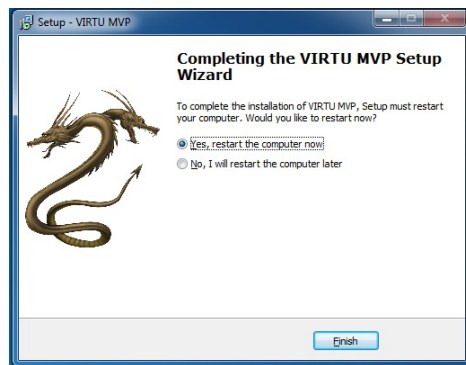 Setup - VIRTU MVP
Completing the VIRTU MVP Setup
Wizard
To complete the installation of VIRTU MVP, Setup must restart
your computer. Would you like to restart now?
Yes, restart the computer now
No, I will restart the computer later
Finish